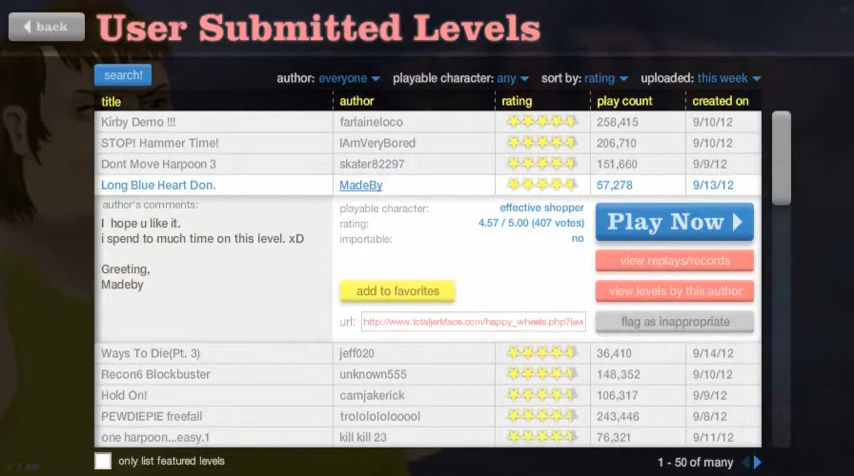 back
User Submitted Levels
search!
author: everyone playable character: any sort by: rating uploaded: this week
title author rating play count created on
Kirby Demo !!! farlaineloco 258,415 9/10/12
STOP! Hammer Time! IAmVeryBored 206,710 9/10/12
Dont Move Harpoon 3 skater82297 151,660 9/9/12
Long Blue Heart Don. MadeBy 57,278 9/13/12
author's comments:
I hope u like it.
i spend to much time on this level. xD
Greeting,
Madeby
playable character: effective shopper
rating: 4.57 / 5.00 (407 votes)
importable: no
add to favorites
url: http://www.totaljerkface.com/happy_wheels.php?lev
Play Now
view replays/records
view levels by this author
flag as inappropriate
Ways To Die(Pt. 3) jeff020 36,410 9/14/12
Recon6 Blockbuster unknown555 148,352 9/10/12
Hold On! camjakerick 106,317 9/9/12
PEWDIEPIE freefall 243,446 9/8/12
one harpoon...easy.1 kill kill 23 76,321 9/11/12
only list featured levels
1 - 50 of many